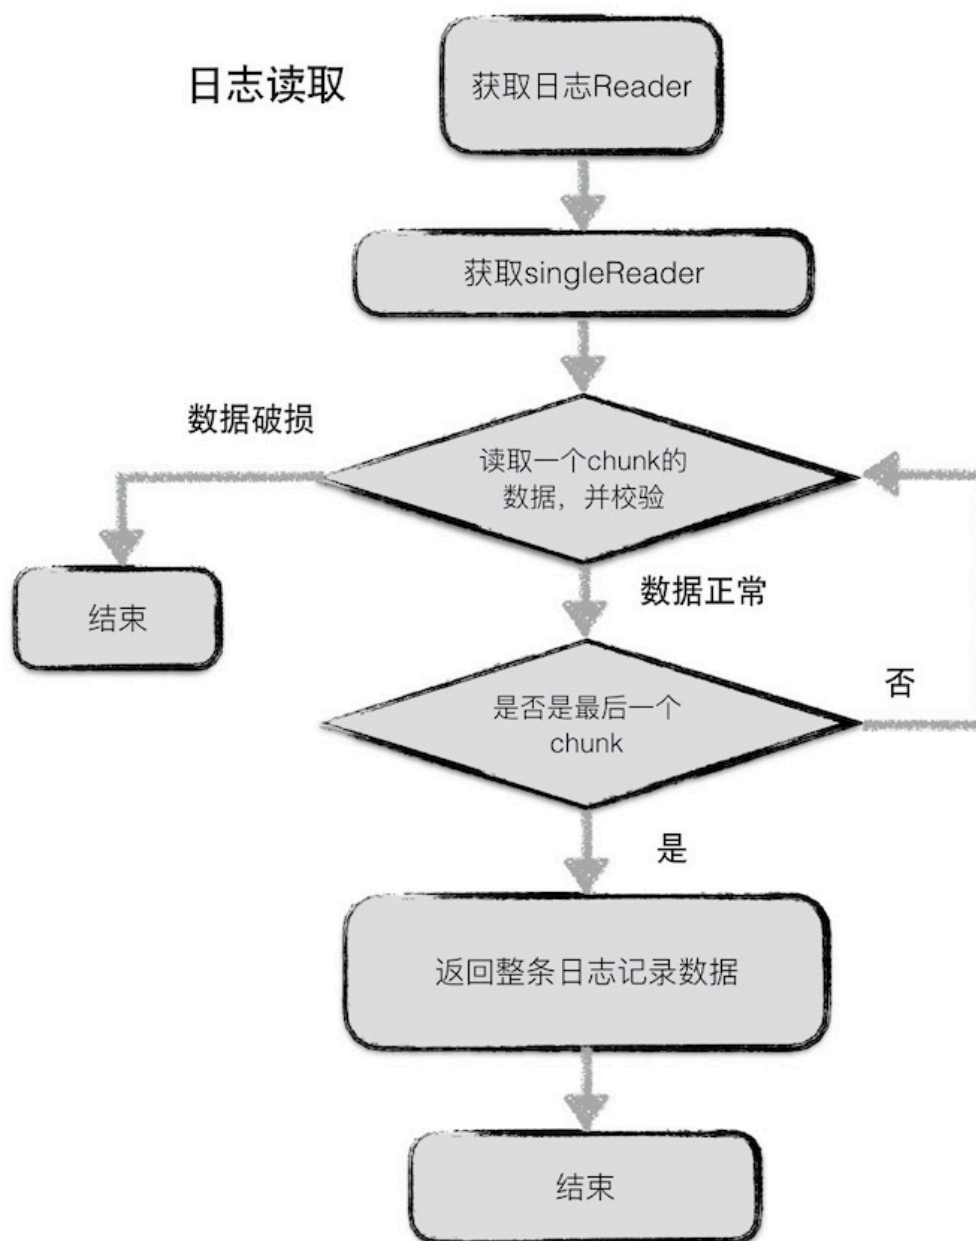 日志读取
获取日志Reader
获取singleReader
数据破损
读取一个chunk的
数据，并校验
结束
数据正常
否
是否是最后一个
chunk
是
返回整条日志记录数据
结束